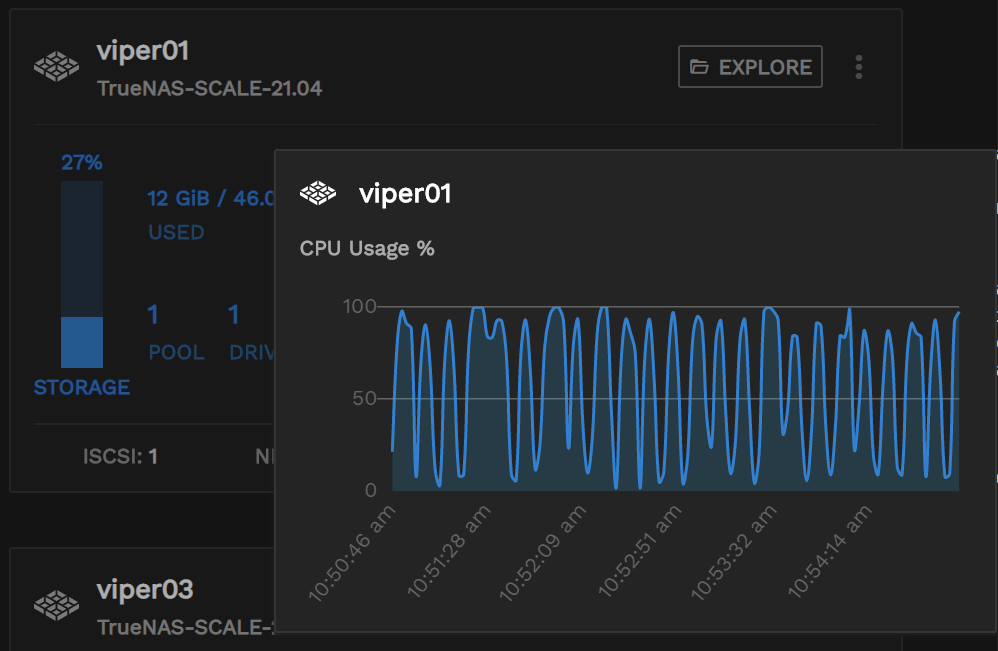 viper01
TrueNAS-SCALE-21.04
EXPLORE
27%
12 GiB / 46.0
USED
1
POOL
1
DRIV
STORAGE
ISCSI: 1
viper01
CPU Usage %
100
50
0
10:50:46 am
10:51:28 am
10:52:09 am
10:52:51 am
10:53:32 am
10:54:14 am
viper03
TrueNAS-SCALE-